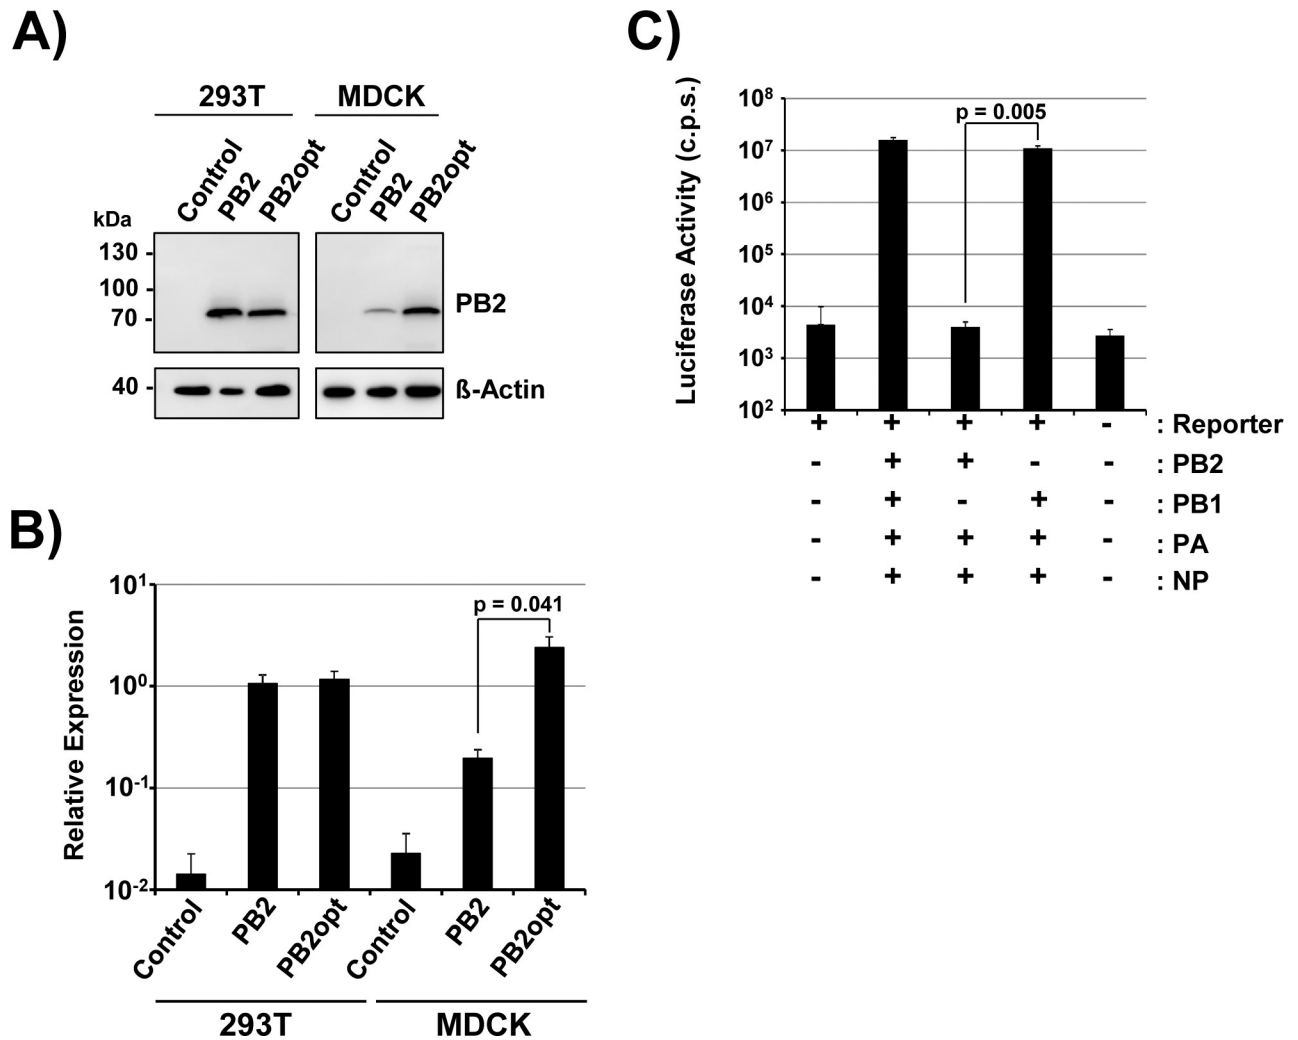 A)
293T
MDCK
Control
PB2
PB2opt
Control
PB2
PB2opt
kDa
130
100
70
40
PB2
ß-Actin
B)
Relative Expression
10¹
10⁰
10⁻¹
10⁻²
p = 0.041
Control
PB2
PB2opt
Control
PB2
PB2opt
293T
MDCK
C)
Luciferase Activity (c.p.s.)
10⁸
10⁷
10⁶
10⁵
10⁴
10³
10²
p = 0.005
+ + + + - : Reporter
- + + - - : PB2
- + - + - : PB1
- + + + - : PA
- + + + - : NP